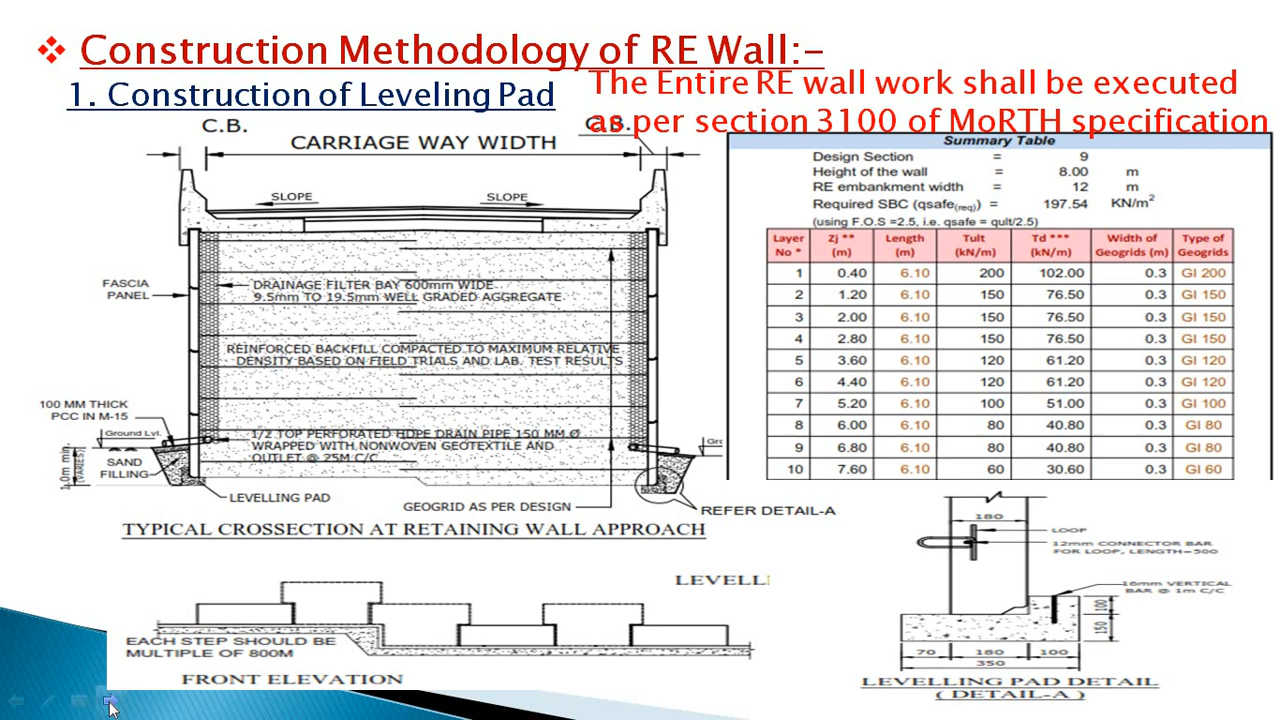 ❖ Construction Methodology of RE Wall:-
1. Construction of Leveling Pad
The Entire RE wall work shall be executed
as per section 3100 of MoRTH specification
C.B.
C.B.
CARRIAGE WAY WIDTH
SLOPE
SLOPE
FASCIA
PANEL
DRAINAGE FILTER BAY 600mm WIDE
9.5mm TO 19.5mm WELL GRADED AGGREGATE
REINFORCED BACKFILL COMPACTED TO MAXIMUM RELATIVE
DENSITY BASED ON FIELD TRIALS AND LAB. TEST RESULTS
100 MM THICK
PCC IN M-15
Ground Lvl.
Gro
1/2 TOP PERFORATED HDPE DRAIN PIPE 150 MM Ø
WRAPPED WITH NONWOVEN GEOTEXTILE AND
OUTLET @ 25M C/C
1.0m min.
(VARIES)
SAND
FILLING
LEVELLING PAD
GEOGRID AS PER DESIGN
REFER DETAIL-A
TYPICAL CROSSECTION AT RETAINING WALL APPROACH
Summary Table
Design Section = 9
Height of the wall = 8.00 m
RE embankment width = 12 m
Required SBC (qsafe(req)) = 197.54 KN/m2
(using F.O.S =2.5, i.e. qsafe = qult/2.5)
Layer No * Zj ** (m) Length (m) Tult (kN/m) Td *** (kN/m) Width of Geogrids (m) Type of Geogrids
1 0.40 6.10 200 102.00 0.3 GI 200
2 1.20 6.10 150 76.50 0.3 GI 150
3 2.00 6.10 150 76.50 0.3 GI 150
4 2.80 6.10 150 76.50 0.3 GI 150
5 3.60 6.10 120 61.20 0.3 GI 120
6 4.40 6.10 120 61.20 0.3 GI 120
7 5.20 6.10 100 51.00 0.3 GI 100
8 6.00 6.10 80 40.80 0.3 GI 80
9 6.80 6.10 80 40.80 0.3 GI 80
10 7.60 6.10 60 30.60 0.3 GI 60
LEVELL
EACH STEP SHOULD BE
MULTIPLE OF 800M
FRONT ELEVATION
180
LOOP
12mm CONNECTOR BAR
FOR LOOP, LENGTH=500
16mm VERTICAL
BAR @ 1m C/C
100
150
70 180 100
350
LEVELLING PAD DETAIL
( DETAIL-A )